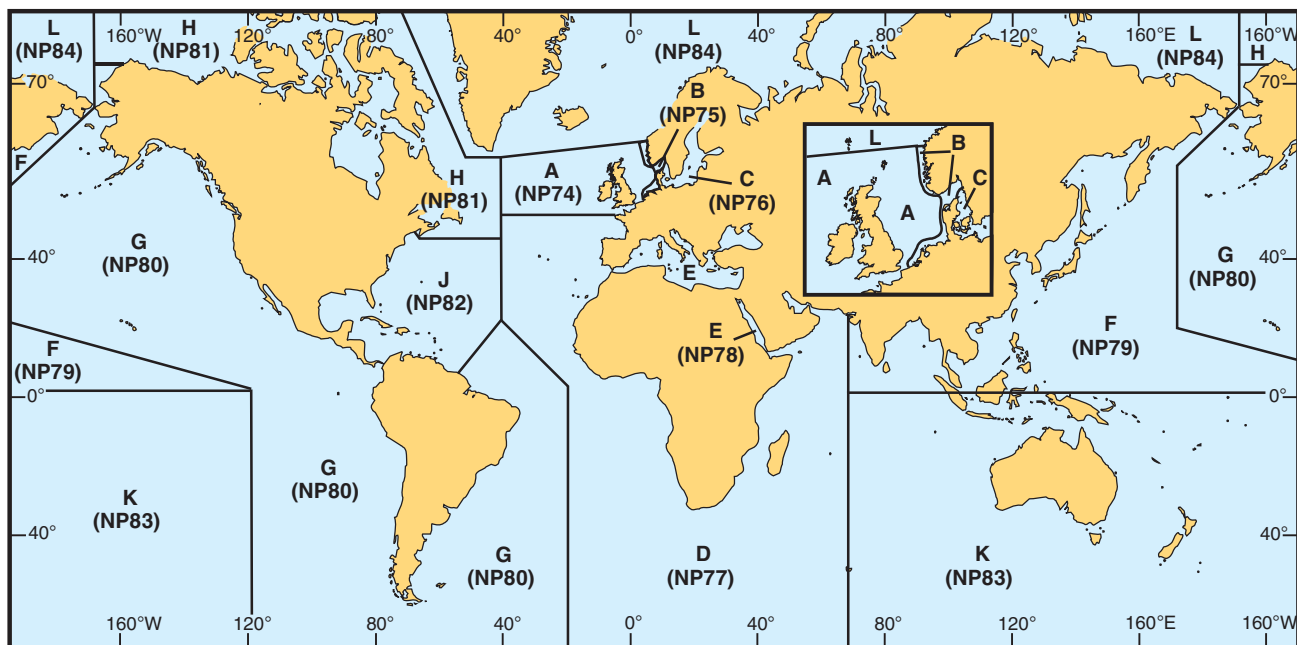 L
(NP84)
160°W
H
(NP81)
120°
80°
40°
0°
L
(NP84)
40°
80°
120°
160°E
L
(NP84)
160°W
H
70°
70°
B
(NP75)
F
H
(NP81)
A
(NP74)
C
(NP76)
L
B
A
C
A
G
(NP80)
40°
J
(NP82)
E
G
(NP80)
40°
F
(NP79)
E
(NP78)
F
(NP79)
0°
0°
K
(NP83)
G
(NP80)
40°
G
(NP80)
D
(NP77)
K
(NP83)
40°
160°W
120°
80°
40°
0°
40°
80°
120°
160°E
160°W